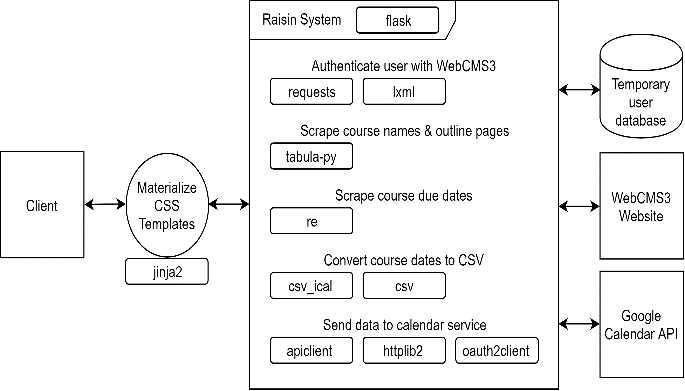 Raisin System
flask
Authenticate user with WebCMS3
requests
lxml
Scrape course names & outline pages
tabula-py
Scrape course due dates
re
Convert course dates to CSV
csv_ical
csv
Send data to calendar service
apiclient
httplib2
oauth2client
Client
Materialize
CSS
Templates
jinja2
Temporary
user
database
WebCMS3
Website
Google
Calendar API